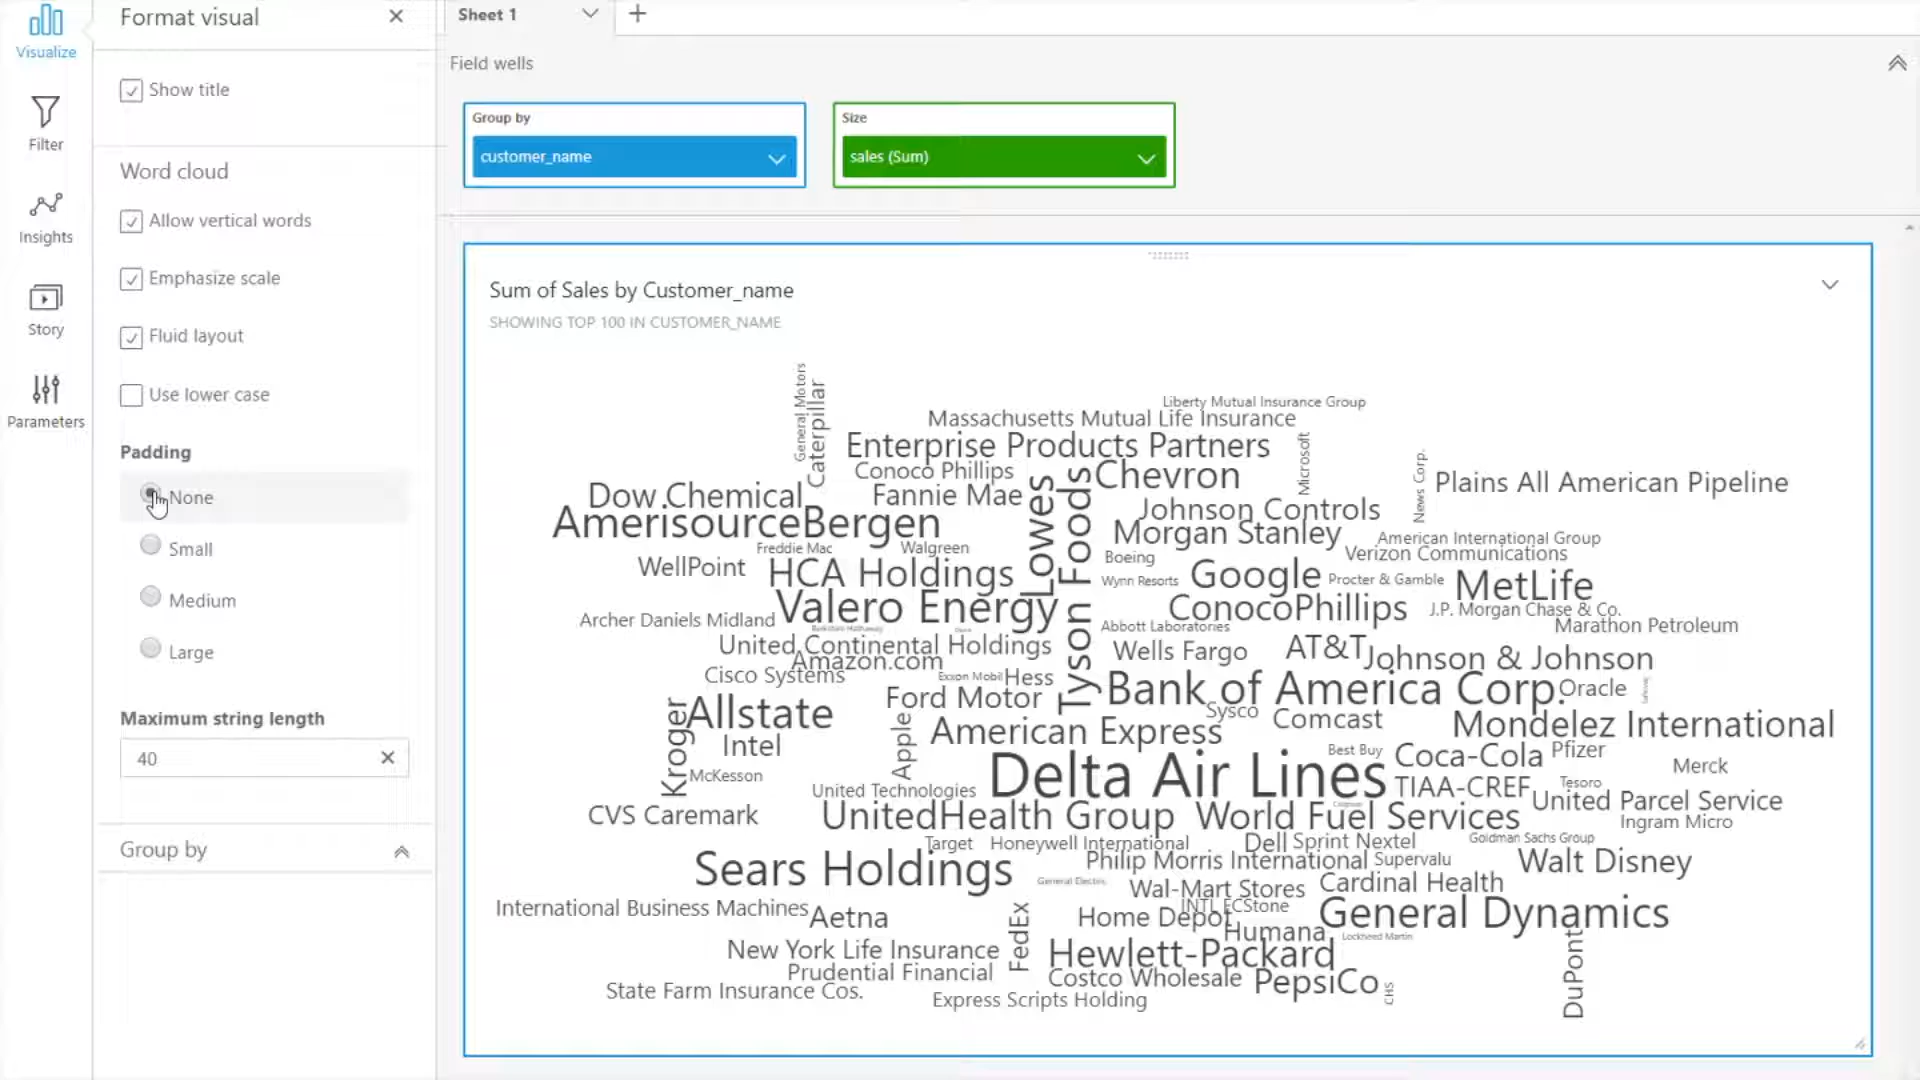 Visualize
Filter
Insights
Story
Parameters
Format visual
Show title
Word cloud
Allow vertical words
Emphasize scale
Fluid layout
Use lower case
Padding
None
Small
Medium
Large
Maximum string length
40
Group by
Sheet 1
Field wells
Group by
customer_name
Size
sales (Sum)
Sum of Sales by Customer_name
SHOWING TOP 100 IN CUSTOMER_NAME
General Motors
Caterpillar
Liberty Mutual Insurance Group
Massachusetts Mutual Life Insurance
Enterprise Products Partners
Microsoft
Conoco Phillips
Chevron
News Corp.
Plains All American Pipeline
Dow Chemical
Fannie Mae
Lowes
Tyson Foods
Johnson Controls
AmerisourceBergen
Morgan Stanley
American International Group
Freddie Mac
Walgreen
Boeing
Verizon Communications
WellPoint
HCA Holdings
Wynn Resorts
Google
Procter & Gamble
MetLife
Valero Energy
ConocoPhillips
J.P. Morgan Chase & Co.
Archer Daniels Midland
Berkshire Hathaway
Abbott Laboratories
Marathon Petroleum
United Continental Holdings
Wells Fargo
AT&T
Johnson & Johnson
Amazon.com
Cisco Systems
Exxon Mobil
Hess
Ford Motor
Bank of America Corp.
Oracle
Kroger
Allstate
Sysco
Comcast
Mondelez International
Apple
American Express
Intel
Best Buy
Coca-Cola
Pfizer
McKesson
Delta Air Lines
Merck
United Technologies
TIAA-CREF
Tesoro
United Parcel Service
CVS Caremark
UnitedHealth Group
World Fuel Services
Ingram Micro
Target
Honeywell International
Dell
Sprint Nextel
Goldman Sachs Group
Sears Holdings
Philip Morris International
Supervalu
Walt Disney
General Electric
Wal-Mart Stores
Cardinal Health
International Business Machines
Aetna
FedEx
Home Depot
INTL FCStone
General Dynamics
Humana
Lockheed Martin
New York Life Insurance
Hewlett-Packard
DuPont
Prudential Financial
Costco Wholesale
PepsiCo
CHS
State Farm Insurance Cos.
Express Scripts Holding